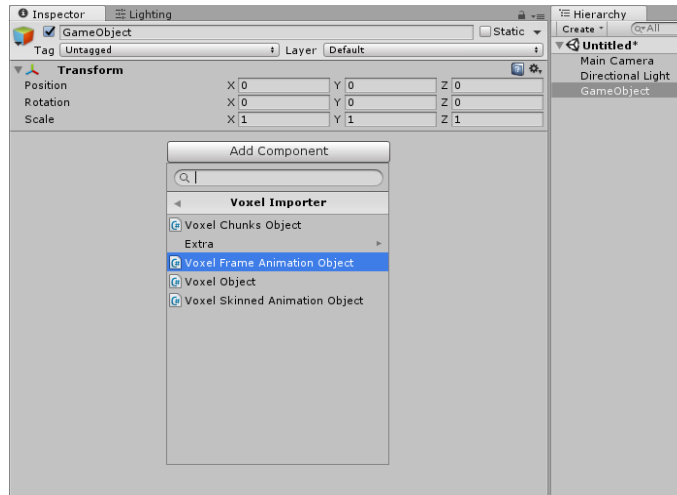 Inspector Lighting
GameObject Static
Tag Untagged Layer Default
Transform
Position X 0 Y 0 Z 0
Rotation X 0 Y 0 Z 0
Scale X 1 Y 1 Z 1
Add Component
Voxel Importer
Voxel Chunks Object
Extra
Voxel Frame Animation Object
Voxel Object
Voxel Skinned Animation Object
Hierarchy
Create All
Untitled*
Main Camera
Directional Light
GameObject